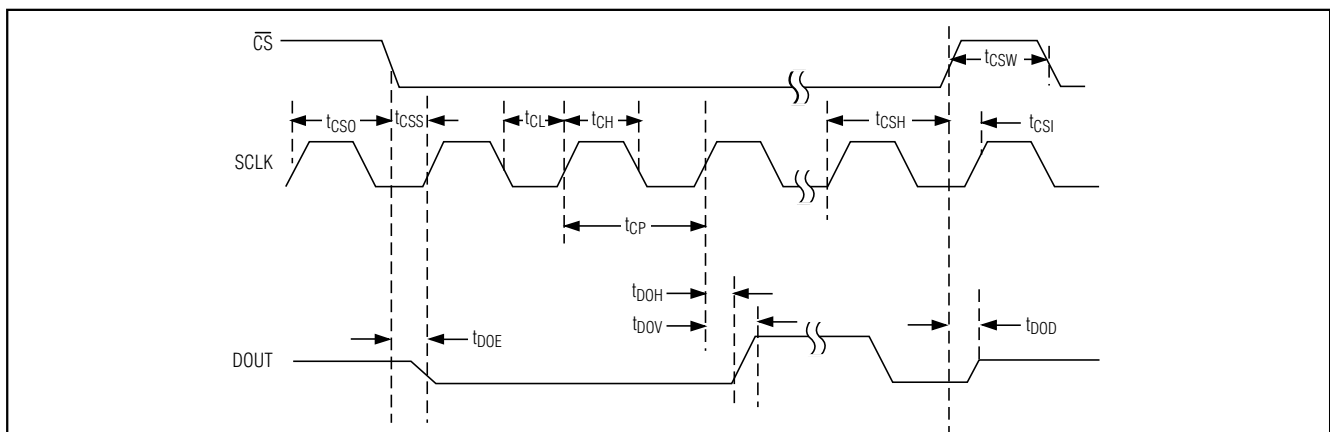 CS
tCSW
tCSO
tCSS
tCL
tCH
tCSH
tCSI
SCLK
tCP
tDOH
tDOV
tDOE
tDOD
DOUT